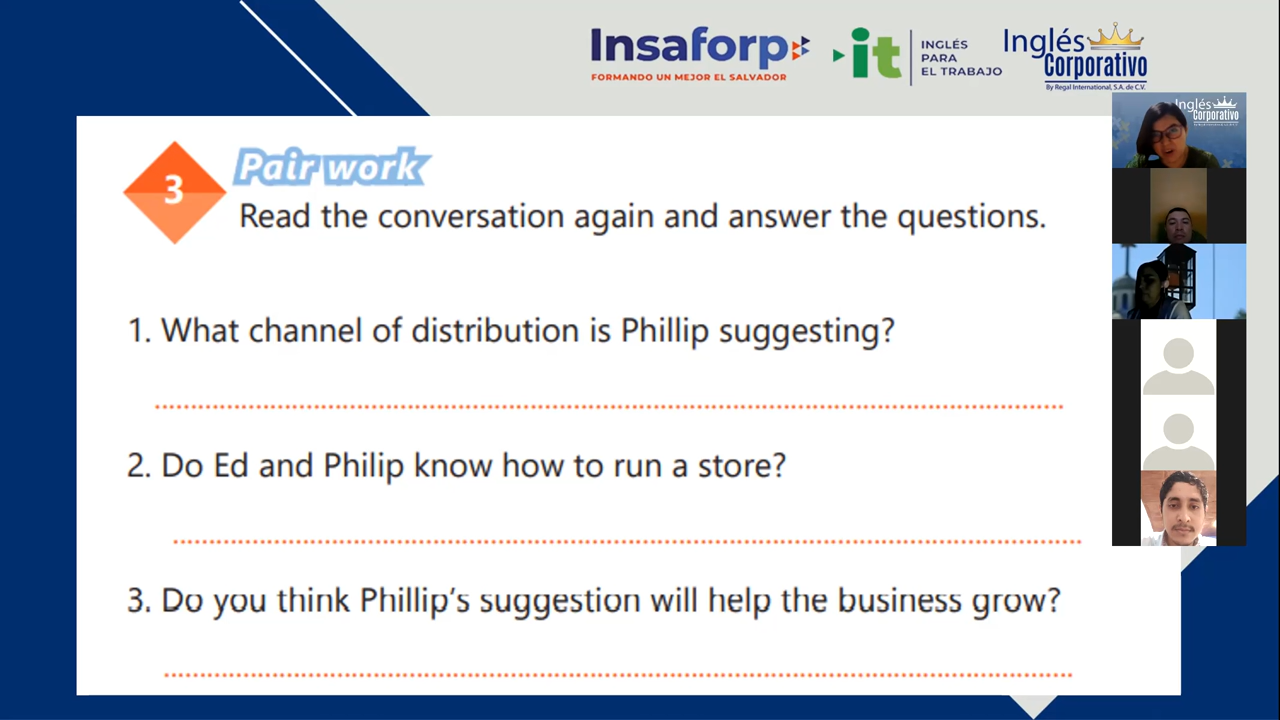 Insaforp
FORMANDO UN MEJOR EL SALVADOR
it
INGLÉS
PARA
EL TRABAJO
Inglés
Corporativo
By Regal International, S.A. de C.V.
Inglés
Corporativo
3
Pair work
Read the conversation again and answer the questions.
1. What channel of distribution is Phillip suggesting?
2. Do Ed and Philip know how to run a store?
3. Do you think Phillip's suggestion will help the business grow?